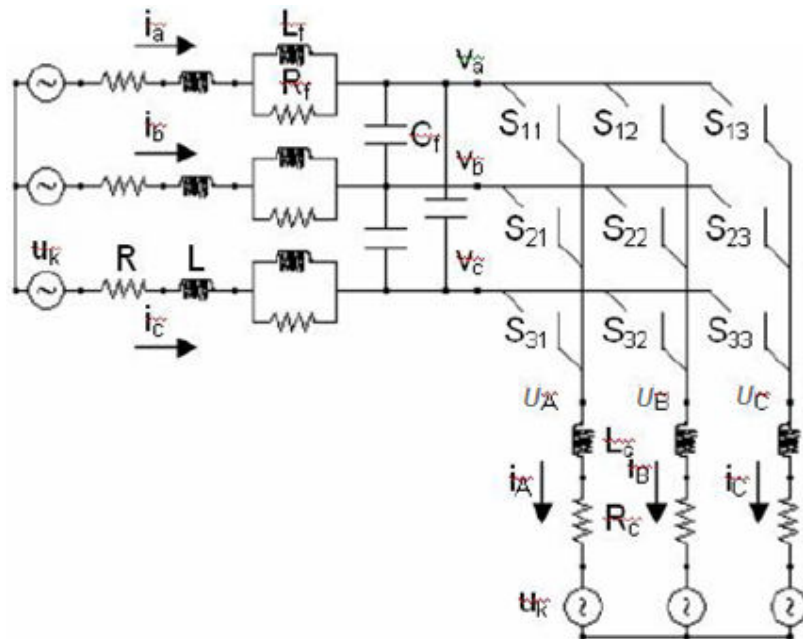 ia
Lf
Rf
va
S11
S12
S13
ib
Cf
vb
S21
S22
S23
uk
R
L
vc
ic
S31
S32
S33
UA
UB
UC
Lc
iA
iB
iC
Rc
uk